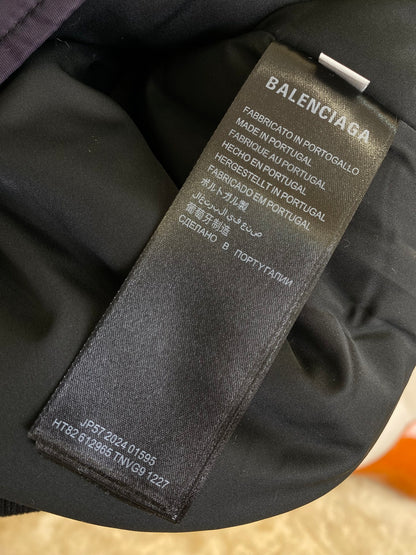 BALENCIAGA
FABBRICATO IN PORTOGALLO
MADE IN PORTUGAL
FABRIQUE AU PORTUGAL
HECHO EN PORTUGAL
HERGESTELLT IN PORTUGAL
FABRICADO EM PORTUGAL
ポルトガル製
صنع في البرتغال
葡萄牙制造
СДЕЛАНО В ПОРТУГАЛИИ
JP57 2024 01595
HT82 612965 TNVG9 1227